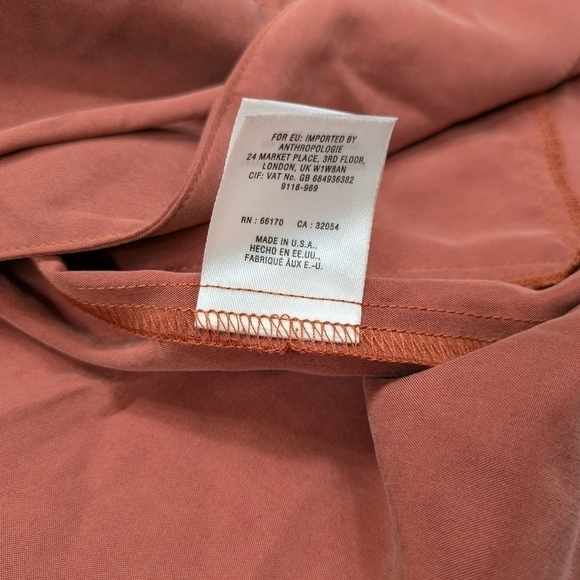 FOR EU: IMPORTED BY
ANTHROPOLOGIE
24 MARKET PLACE, 3RD FLOOR,
LONDON, UK W1W8AN
CIF: VAT No. GB 684936382
9118-969
RN : 66170 CA : 32054
MADE IN U.S.A.,
HECHO EN EE.UU.,
FABRIQUÉ ÀUX E.-U.